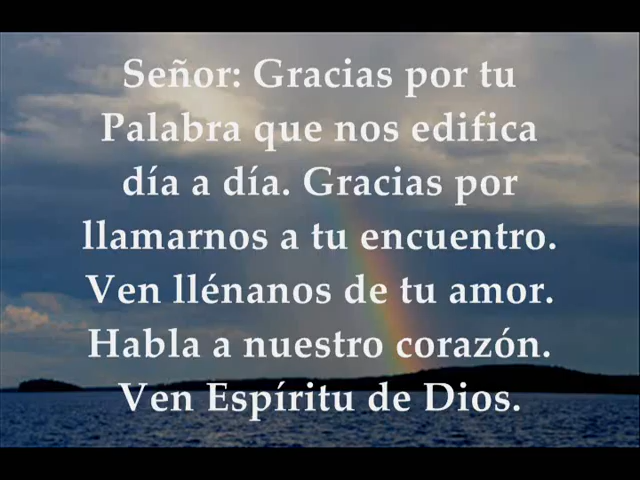 Señor: Gracias por tu
Palabra que nos edifica
día a día. Gracias por
llamarnos a tu encuentro.
Ven llénanos de tu amor.
Habla a nuestro corazón.
Ven Espíritu de Dios.